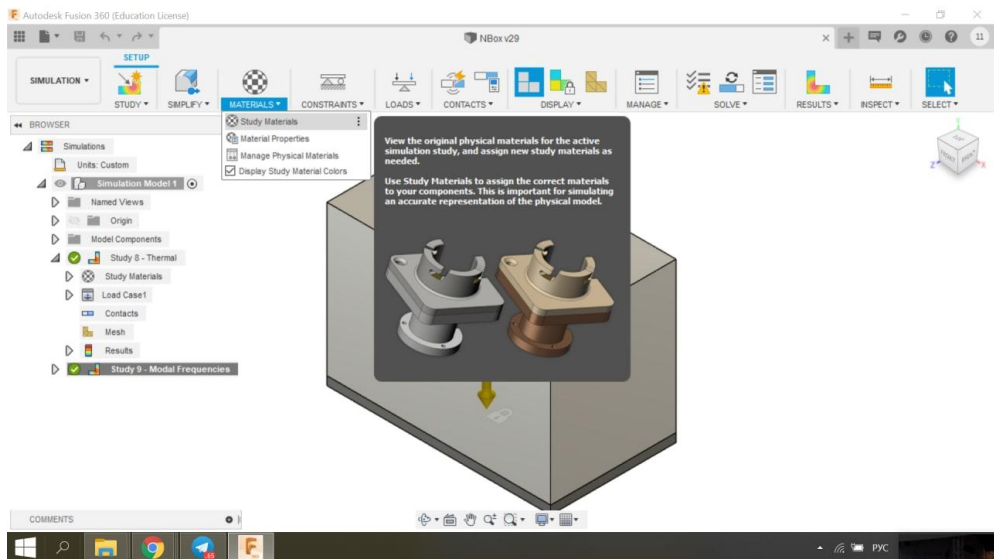 Autodesk Fusion 360 (Education License)
NBox v29
11
SETUP
SIMULATION
STUDY
SIMPLIFY
MATERIALS
CONSTRAINTS
LOADS
CONTACTS
DISPLAY
MANAGE
SOLVE
RESULTS
INSPECT
SELECT
BROWSER
Study Materials
Material Properties
Manage Physical Materials
Display Study Material Colors
View the original physical materials for the active
simulation study, and assign new study materials as
needed.
Use Study Materials to assign the correct materials
to your components. This is important for simulating
an accurate representation of the physical model.
Simulations
Units: Custom
Simulation Model 1
Named Views
Origin
Model Components
Study 8 - Thermal
Study Materials
Load Case1
Contacts
Mesh
Results
Study 9 - Modal Frequencies
TOP
FRONT
RIGHT
Y
Z
X
COMMENTS
РУС